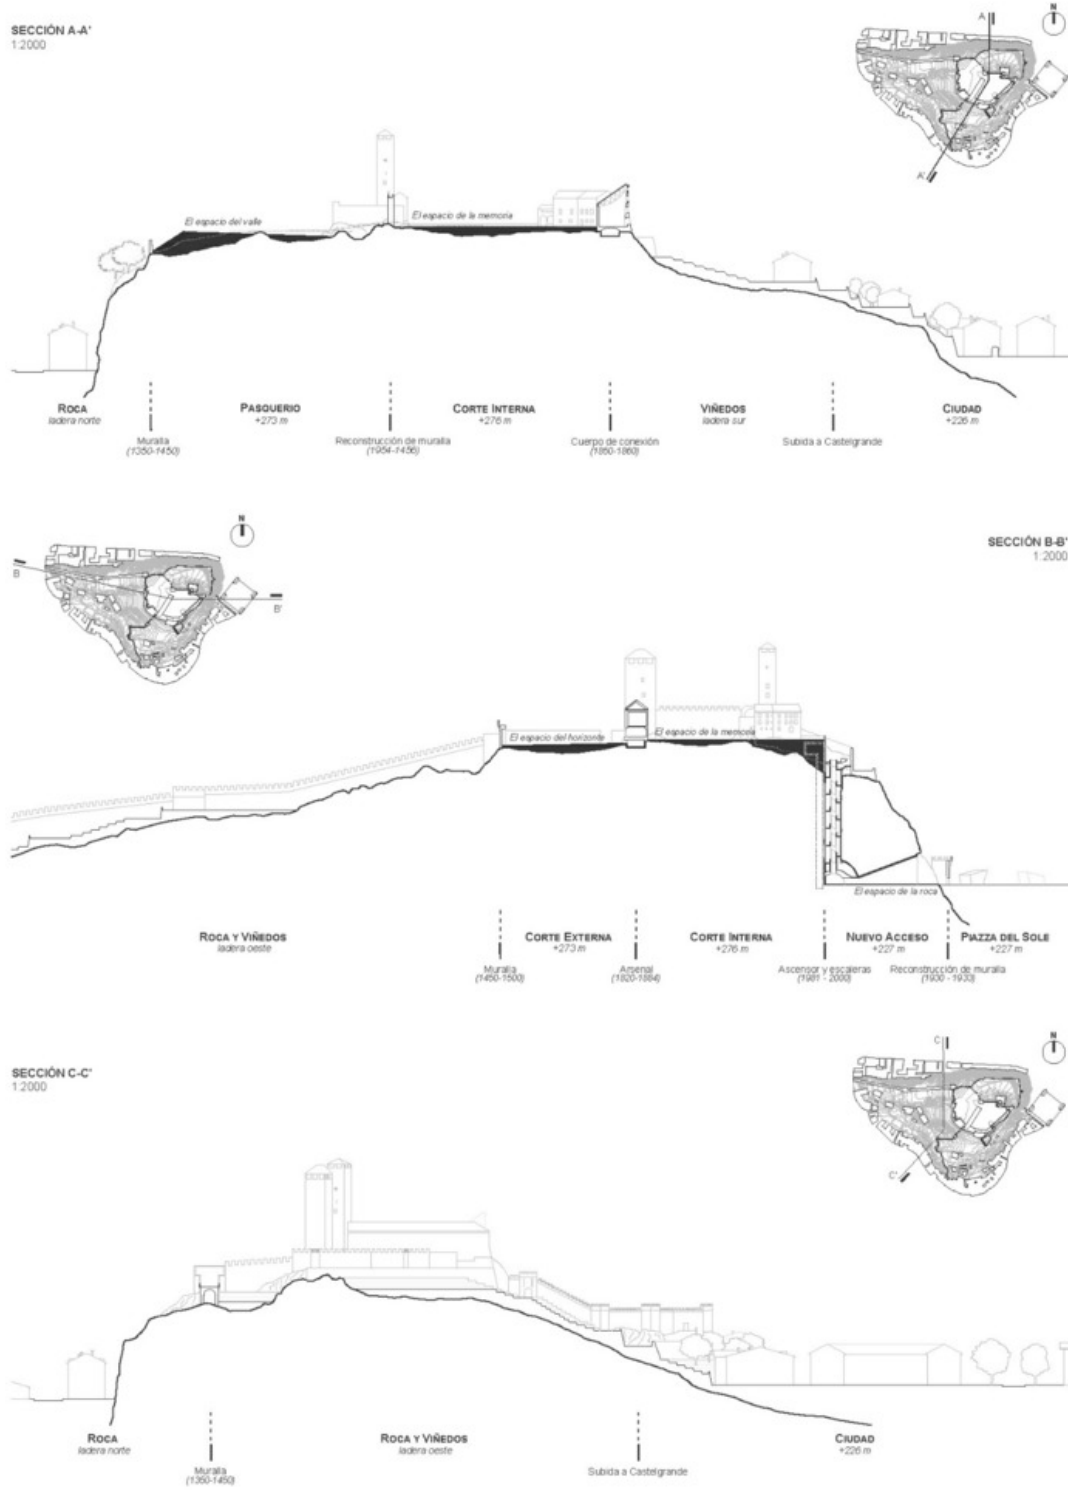 SECCIÓN A-A'
1:2000
N
A
A'
El espacio del valle
El espacio de la memoria
ROCA
ladera norte
PASQUERIO
+273 m
CORTE INTERNA
+276 m
VIÑEDOS
ladera sur
CIUDAD
+226 m
Muralla
(1350-1450)
Reconstrucción de muralla
(1954-1456)
Cuerpo de conexión
(1860-1860)
Subida a Castelgrande
N
B
B'
SECCIÓN B-B'
1:2000
El espacio del horizonte
El espacio de la memoria
El espacio de la roca
ROCA Y VIÑEDOS
ladera oeste
CORTE EXTERNA
+273 m
CORTE INTERNA
+276 m
NUEVO ACCESO
+227 m
PIAZZA DEL SOLE
+227 m
Muralla
(1450-1500)
Arsenal
(1820-1864)
Ascensor y escaleras
(1981 - 2000)
Reconstrucción de muralla
(1930 - 1933)
SECCIÓN C-C'
1:2000
N
C
C'
ROCA
ladera norte
ROCA Y VIÑEDOS
ladera oeste
CIUDAD
+226 m
Muralla
(1350-1450)
Subida a Castelgrande